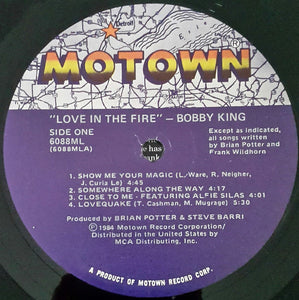 Detroit
MOTOWN
®
"LOVE IN THE FIRE" – BOBBY KING
SIDE ONE
6088ML
(6088MLA)
Except as indicated,
all songs written
by Brian Potter and
Frank Wildhorn
1. SHOW ME YOUR MAGIC (L. Ware, R. Neigher,
J. Curia La) 4:45
2. SOMEWHERE ALONG THE WAY 4:17
3. CLOSE TO ME - FEATURING ALFIE SILAS 4:01
4. LOVEQUAKE (T. Cashman, M. Mugrage) 5:30
Produced by BRIAN POTTER & STEVE BARRI
℗ 1984 Motown Record Corporation/
Distributed in the United States by
MCA Distributing, Inc.
A PRODUCT OF MOTOWN RECORD CORP.